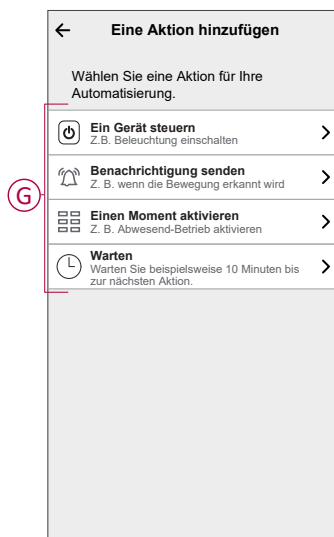 Eine Aktion hinzufügen
Wählen Sie eine Aktion für Ihre
Automatisierung.
G
Ein Gerät steuern
Z.B. Beleuchtung einschalten
Benachrichtigung senden
Z. B. wenn die Bewegung erkannt wird
Einen Moment aktivieren
Z. B. Abwesend-Betrieb aktivieren
Warten
Warten Sie beispielsweise 10 Minuten bis
zur nächsten Aktion.